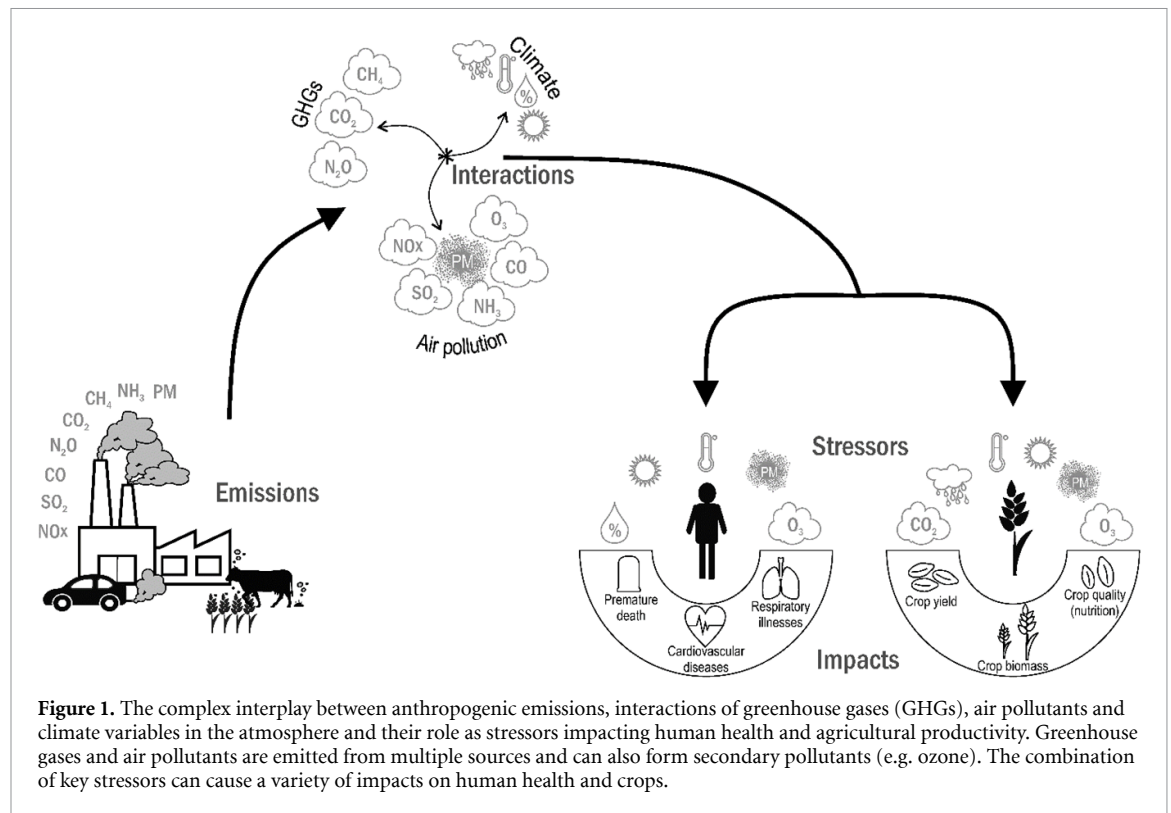 Climate
%
GHGs
CH₄
CO₂
N₂O
Interactions
O₃
NOx
PM
CO
SO₂
NH₃
Air pollution
CH₄ NH₃ PM
CO₂
N₂O
CO
SO₂
NOx
Emissions
Stressors
%
PM
O₃
CO₂
PM
O₃
Premature
death
Cardiovascular
diseases
Respiratory
illnesses
Impacts
Crop yield
Crop biomass
Crop quality
(nutrition)
Figure 1. The complex interplay between anthropogenic emissions, interactions of greenhouse gases (GHGs), air pollutants and
climate variables in the atmosphere and their role as stressors impacting human health and agricultural productivity. Greenhouse
gases and air pollutants are emitted from multiple sources and can also form secondary pollutants (e.g. ozone). The combination
of key stressors can cause a variety of impacts on human health and crops.